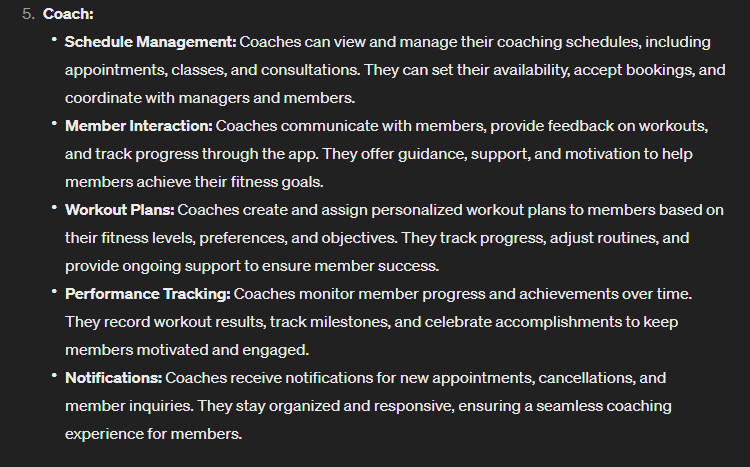 5. Coach:
• Schedule Management: Coaches can view and manage their coaching schedules, including
appointments, classes, and consultations. They can set their availability, accept bookings, and
coordinate with managers and members.
• Member Interaction: Coaches communicate with members, provide feedback on workouts,
and track progress through the app. They offer guidance, support, and motivation to help
members achieve their fitness goals.
• Workout Plans: Coaches create and assign personalized workout plans to members based on
their fitness levels, preferences, and objectives. They track progress, adjust routines, and
provide ongoing support to ensure member success.
• Performance Tracking: Coaches monitor member progress and achievements over time.
They record workout results, track milestones, and celebrate accomplishments to keep
members motivated and engaged.
• Notifications: Coaches receive notifications for new appointments, cancellations, and
member inquiries. They stay organized and responsive, ensuring a seamless coaching
experience for members.